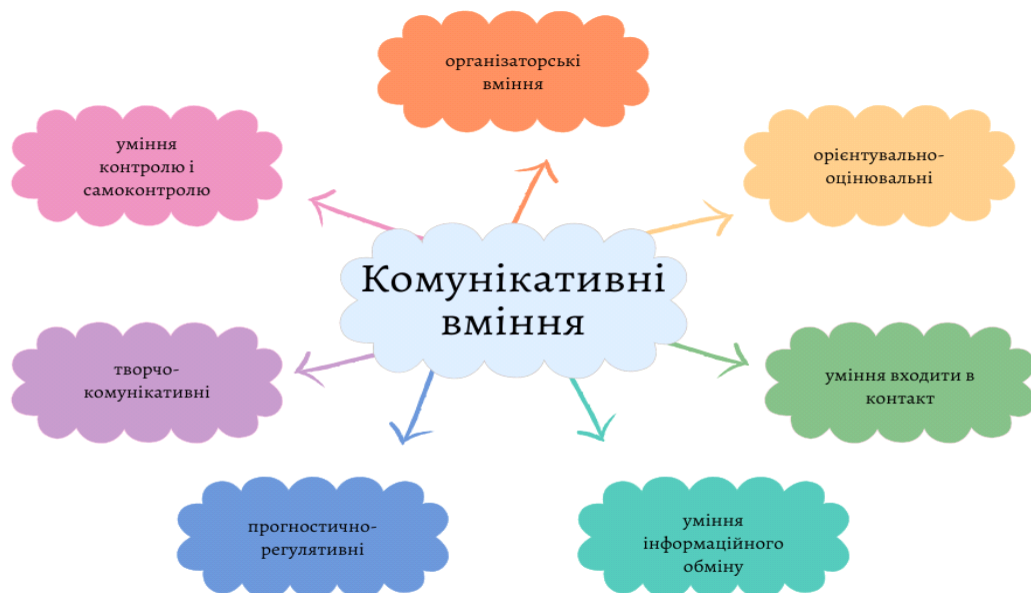 організаторські
вміння
уміння
контролю і
самоконтролю
орієнтувально-
оцінювальні
Комунікативні
вміння
творчо-
комунікативні
уміння входити в
контакт
прогностично-
регулятивні
уміння
інформаційного
обміну